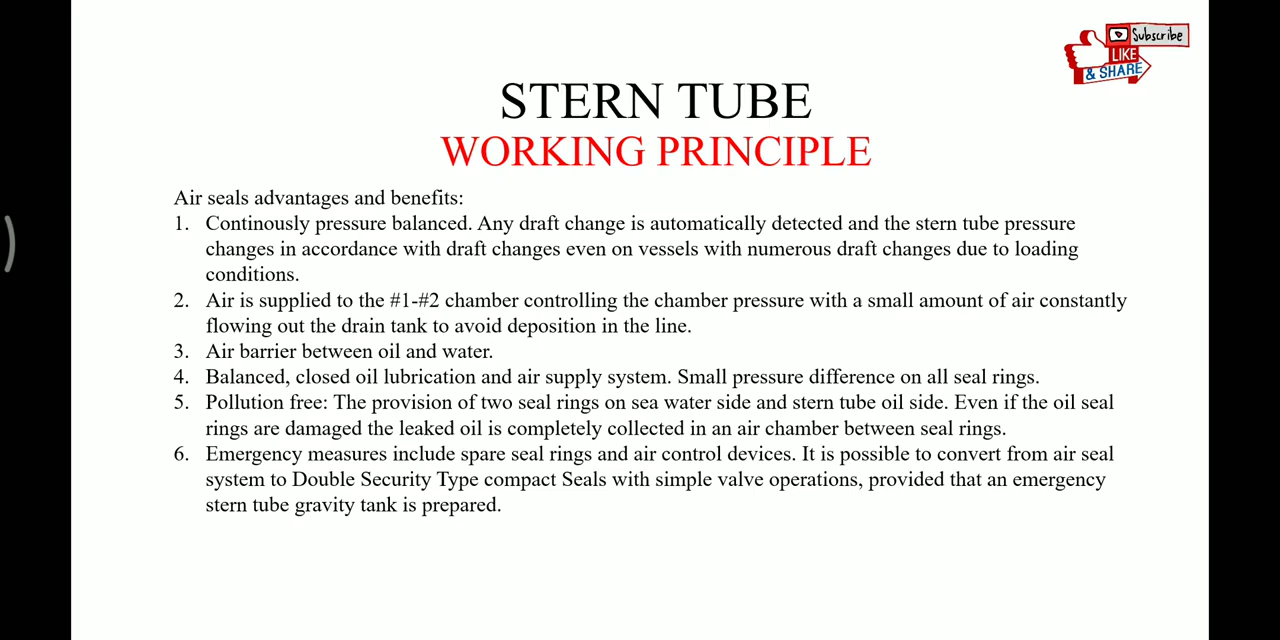 Subscribe
LIKE
& SHARE
STERN TUBE
WORKING PRINCIPLE
Air seals advantages and benefits:
1. Continously pressure balanced. Any draft change is automatically detected and the stern tube pressure
changes in accordance with draft changes even on vessels with numerous draft changes due to loading
conditions.
2. Air is supplied to the #1-#2 chamber controlling the chamber pressure with a small amount of air constantly
flowing out the drain tank to avoid deposition in the line.
3. Air barrier between oil and water.
4. Balanced, closed oil lubrication and air supply system. Small pressure difference on all seal rings.
5. Pollution free: The provision of two seal rings on sea water side and stern tube oil side. Even if the oil seal
rings are damaged the leaked oil is completely collected in an air chamber between seal rings.
6. Emergency measures include spare seal rings and air control devices. It is possible to convert from air seal
system to Double Security Type compact Seals with simple valve operations, provided that an emergency
stern tube gravity tank is prepared.